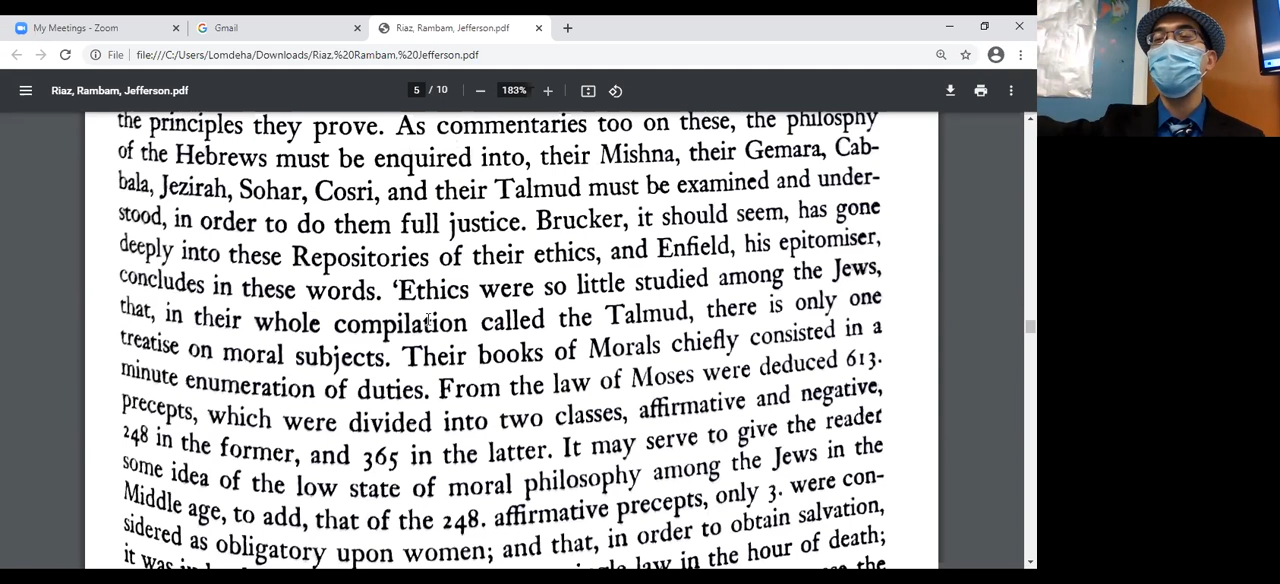 My Meetings - Zoom
Gmail
Riaz, Rambam, Jefferson.pdf
File
file:///C:/Users/Lomdeha/Downloads/Riaz,%20Rambam,%20Jefferson.pdf
Riaz, Rambam, Jefferson.pdf
5 / 10
183%
the principles they prove. As commentaries too on these, the philosphy
of the Hebrews must be enquired into, their Mishna, their Gemara, Cab-
bala, Jezirah, Sohar, Cosri, and their Talmud must be examined and under-
stood, in order to do them full justice. Brucker, it should seem, has gone
deeply into these Repositories of their ethics, and Enfield, his epitomiser,
concludes in these words. ‘Ethics were so little studied among the Jews,
that, in their whole compilation called the Talmud, there is only one
treatise on moral subjects. Their books of Morals chiefly consisted in a
minute enumeration of duties. From the law of Moses were deduced 613.
precepts, which were divided into two classes, affirmative and negative,
248 in the former, and 365 in the latter. It may serve to give the reader
some idea of the low state of moral philosophy among the Jews in the
Middle age, to add, that of the 248. affirmative precepts, only 3. were con-
sidered as obligatory upon women; and that, in order to obtain salvation,
it was law in the hour of death;
the